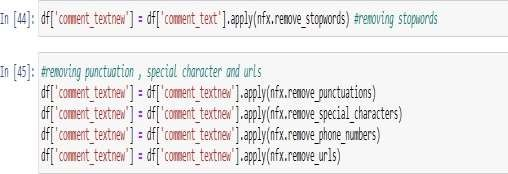 In [44]: df['comment_textnew'] = df['comment_text'].apply(nfx.remove_stopwords) #removing stopwords
In [45]: #removing punctuation , special character and urls
df['comment_textnew'] = df['comment_textnew'].apply(nfx.remove_punctuations)
df['comment_textnew'] = df['comment_textnew'].apply(nfx.remove_special_characters)
df['comment_textnew'] = df['comment_textnew'].apply(nfx.remove_phone_numbers)
df['comment_textnew'] = df['comment_textnew'].apply(nfx.remove_urls)